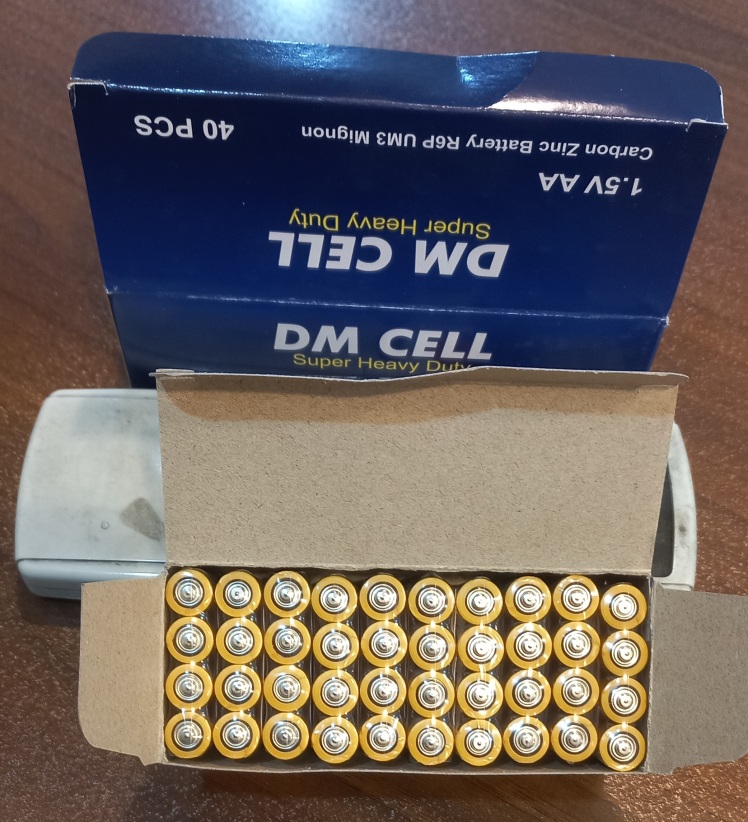 DM CELL
Super Heavy Duty
1.5V AA
Carbon Zinc Battery R6P UM3 Mignon
40 PCS
DM CELL
Super Heavy Duty